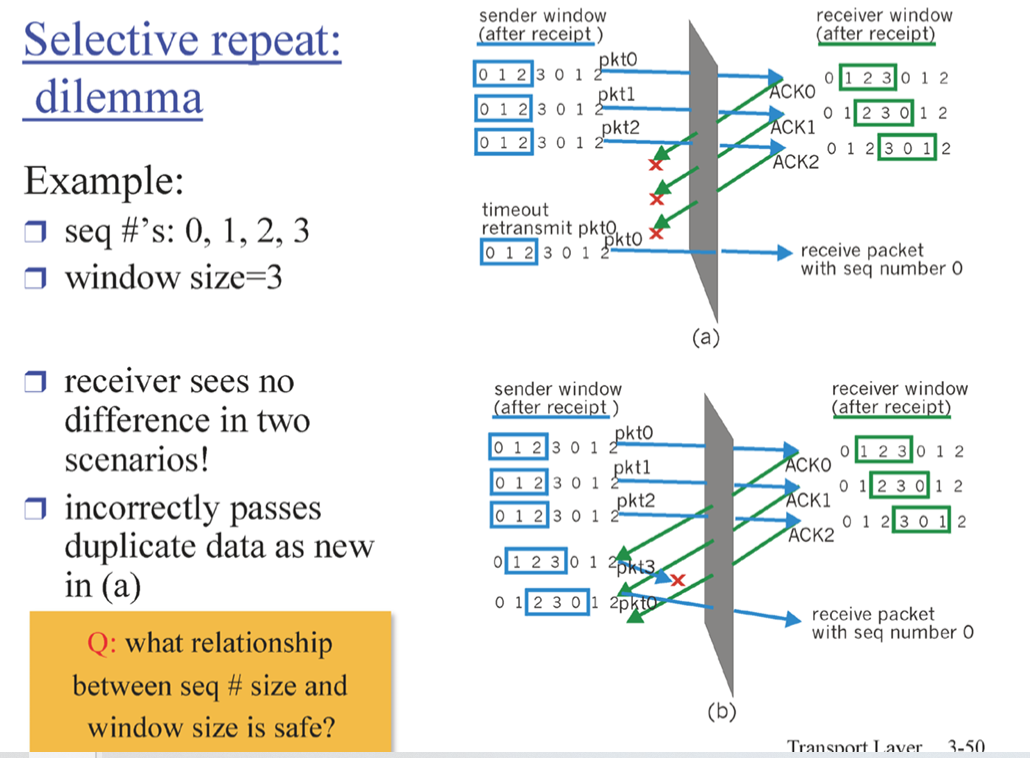 Selective repeat:
dilemma
Example:
seq #’s: 0, 1, 2, 3
window size=3
receiver sees no
difference in two
scenarios!
incorrectly passes
duplicate data as new
in (a)
Q: what relationship
between seq # size and
window size is safe?
sender window
(after receipt )
receiver window
(after receipt)
0 1 2 3 0 1 2
pkt0
ACK0
0 1 2 3 0 1 2
0 1 2 3 0 1 2
pkt1
ACK1
0 1 2 3 0 1 2
0 1 2 3 0 1 2
pkt2
ACK2
0 1 2 3 0 1 2
timeout
retransmit pkt0
0 1 2 3 0 1 2
pkt0
receive packet
with seq number 0
(a)
sender window
(after receipt )
receiver window
(after receipt)
0 1 2 3 0 1 2
pkt0
ACK0
0 1 2 3 0 1 2
0 1 2 3 0 1 2
pkt1
ACK1
0 1 2 3 0 1 2
0 1 2 3 0 1 2
pkt2
ACK2
0 1 2 3 0 1 2
0 1 2 3 0 1 2
pkt3
0 1 2 3 0 1 2
pkt0
receive packet
with seq number 0
(b)
Transport Layer 3-50